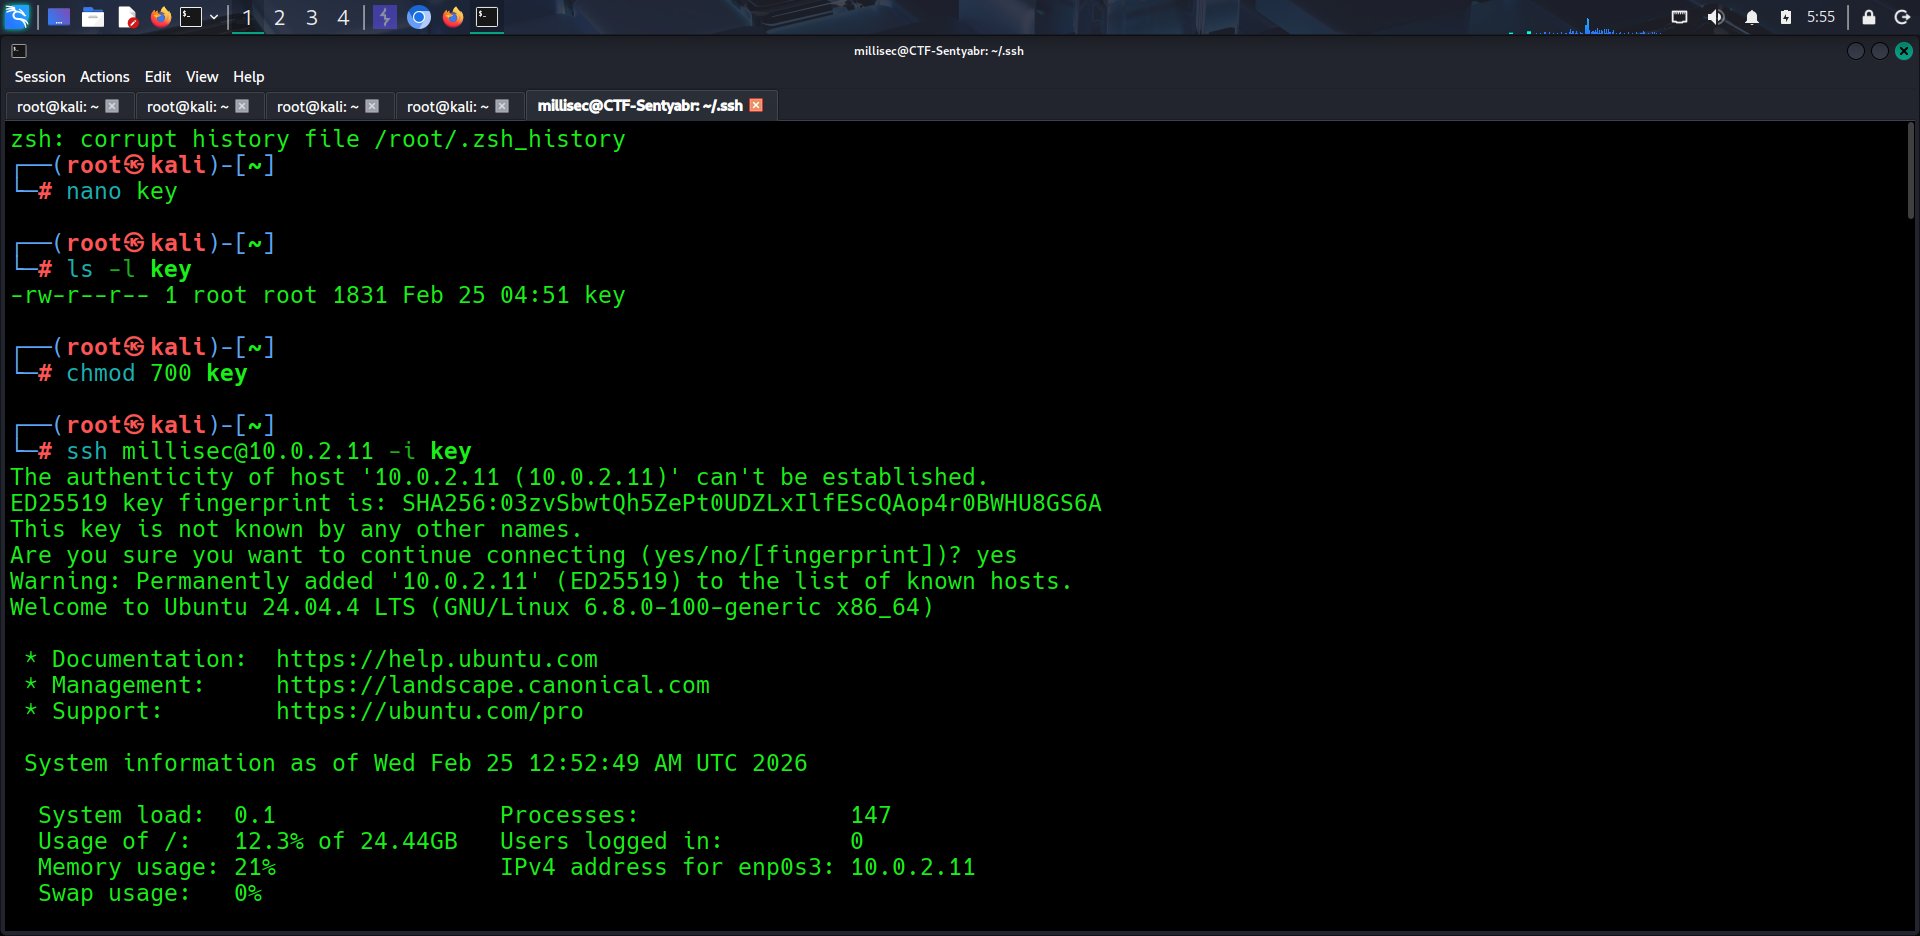 1 2 3 4 5:55
millisec@CTF-Sentyabr: ~/.ssh
Session Actions Edit View Help
root@kali: ~ root@kali: ~ root@kali: ~ root@kali: ~ millisec@CTF-Sentyabr: ~/.ssh
zsh: corrupt history file /root/.zsh_history
┌──(root㉿kali)-[~]
└─# nano key
┌──(root㉿kali)-[~]
└─# ls -l key
-rw-r--r-- 1 root root 1831 Feb 25 04:51 key
┌──(root㉿kali)-[~]
└─# chmod 700 key
┌──(root㉿kali)-[~]
└─# ssh millisec@10.0.2.11 -i key
The authenticity of host '10.0.2.11 (10.0.2.11)' can't be established.
ED25519 key fingerprint is: SHA256:03zvSbwtQh5ZePt0UDZLxIlfEScQAop4r0BWHU8GS6A
This key is not known by any other names.
Are you sure you want to continue connecting (yes/no/[fingerprint])? yes
Warning: Permanently added '10.0.2.11' (ED25519) to the list of known hosts.
Welcome to Ubuntu 24.04.4 LTS (GNU/Linux 6.8.0-100-generic x86_64)
* Documentation: https://help.ubuntu.com
* Management: https://landscape.canonical.com
* Support: https://ubuntu.com/pro
System information as of Wed Feb 25 12:52:49 AM UTC 2026
System load: 0.1 Processes: 147
Usage of /: 12.3% of 24.44GB Users logged in: 0
Memory usage: 21% IPv4 address for enp0s3: 10.0.2.11
Swap usage: 0%